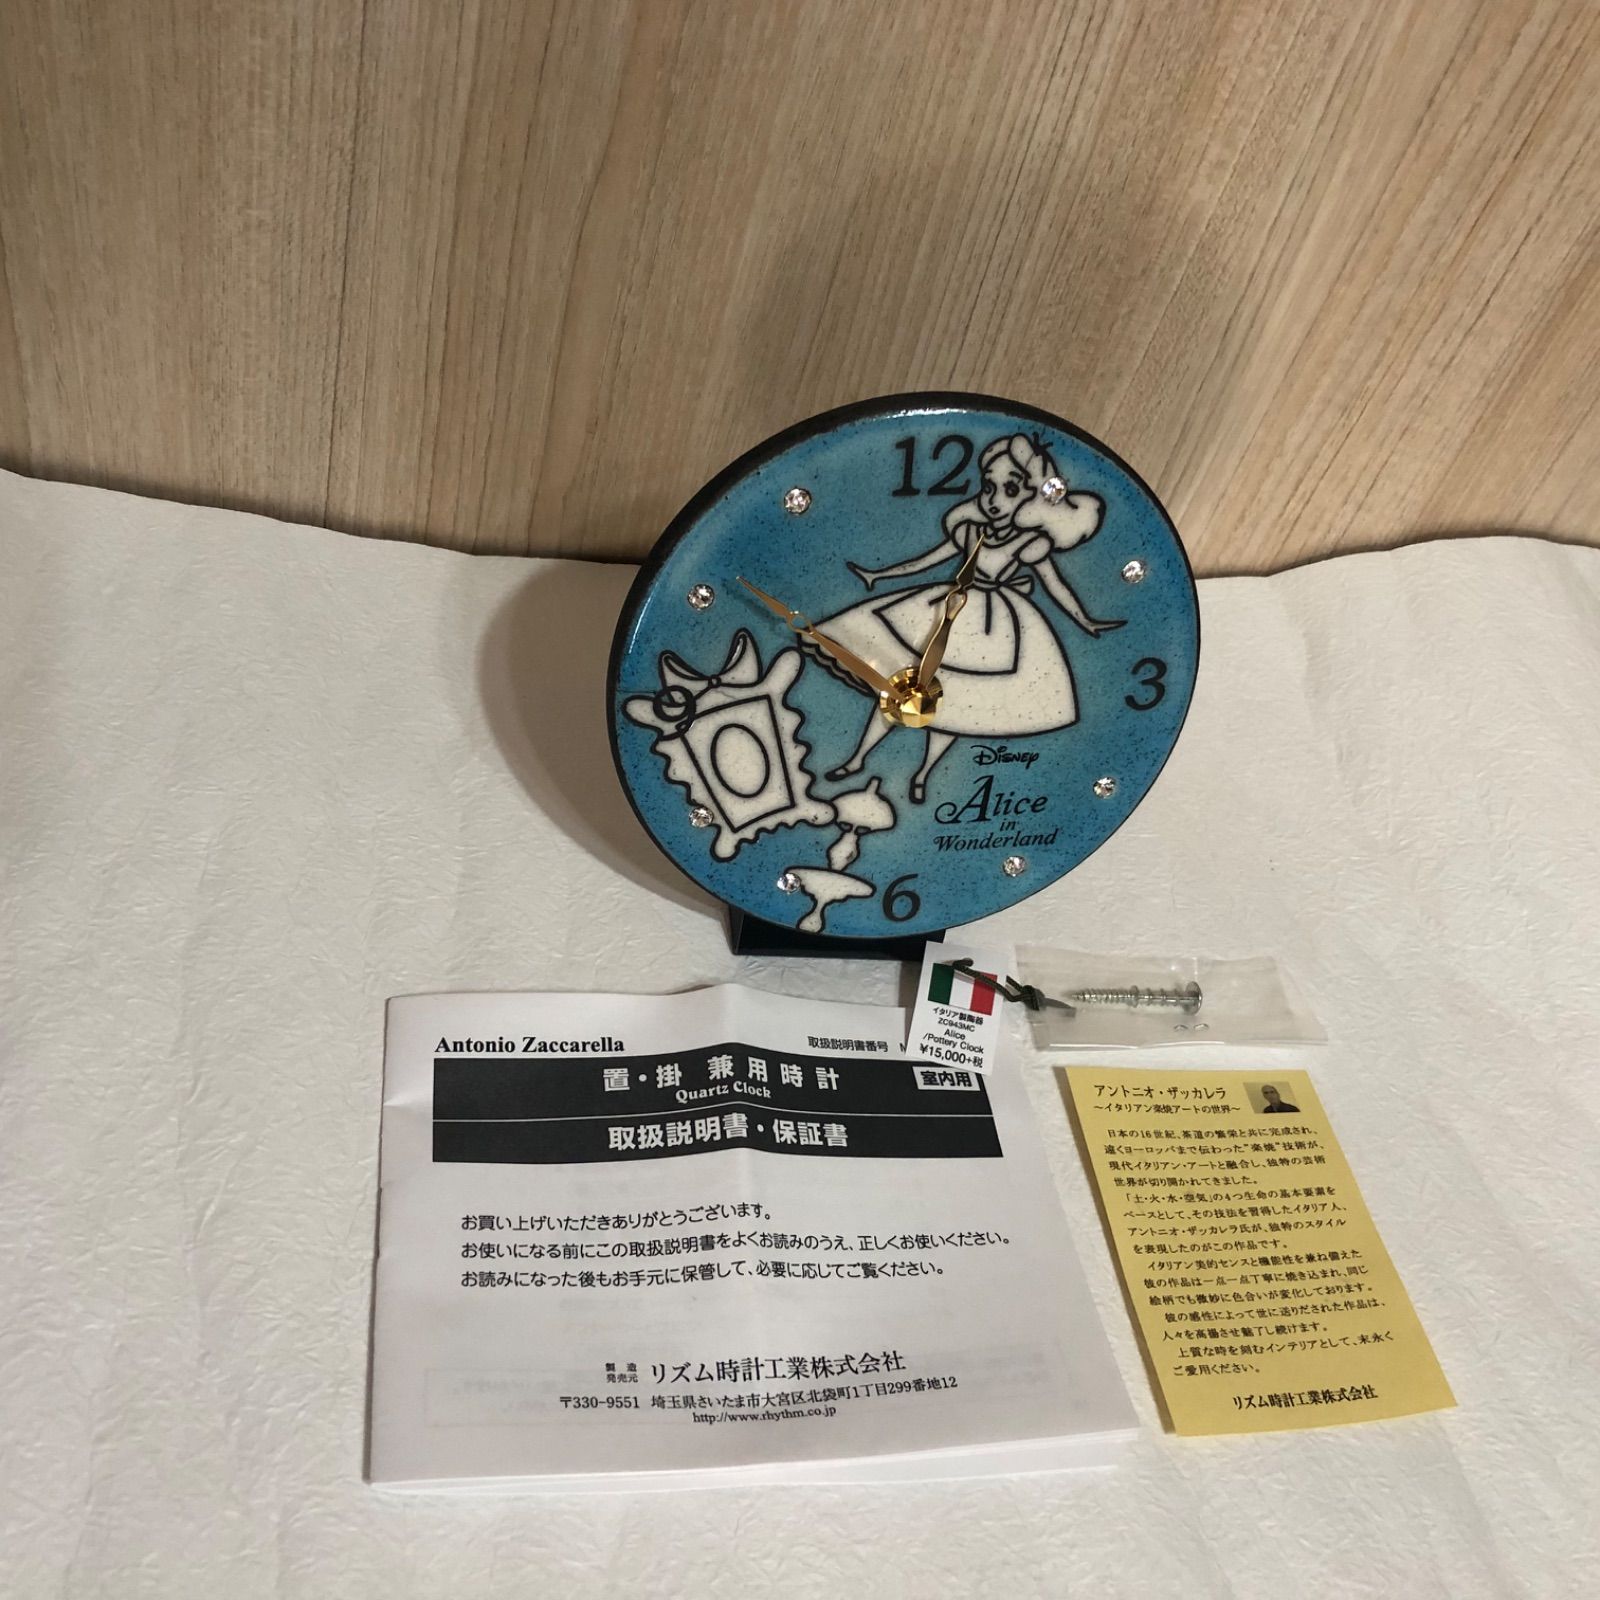 12
3
6
9
Disney
Alice
in
Wonderland
イタリア製陶器
ZC943MC
Alice
/Pottery Clock
¥15,000+税
Antonio Zaccarella
取扱説明書番号
置・掛 兼用時計
室内用
Quartz Clock
取扱説明書・保証書
お買い上げいただきありがとうございます。
お使いになる前にこの取扱説明書をよくお読みのうえ、正しくお使いください。
お読みになった後もお手元に保管して、必要に応じてご覧ください。
製造
発売元 リズム時計工業株式会社
〒330-9551 埼玉県さいたま市大宮区北袋町1丁目299番地12
http://www.rhythm.co.jp
アントニオ・ザッカレラ
～イタリアン楽焼アートの世界～
日本の16世紀、茶道の繁栄と共に完成され、
遠くヨーロッパまで伝わった“楽焼”技術が、
現代イタリアン・アートと融合し、独特の芸術
世界が切り開かれてきました。
「土・火・水・空気」の4つ生命の基本要素を
ベースとして、その技法を習得したイタリア人、
アントニオ・ザッカレラ氏が、独特のスタイル
を表現したのがこの作品です。
イタリアン美的センスと機能性を兼ね備えた
彼の作品は一点一点丁寧に焼き込まれ、同じ
絵柄でも微妙に色合いが変化しております。
彼の感性によって世に送りだされた作品は、
人々を高揚させ魅了し続けます。
上質な時を刻むインテリアとして、末永く
ご愛用ください。
リズム時計工業株式会社